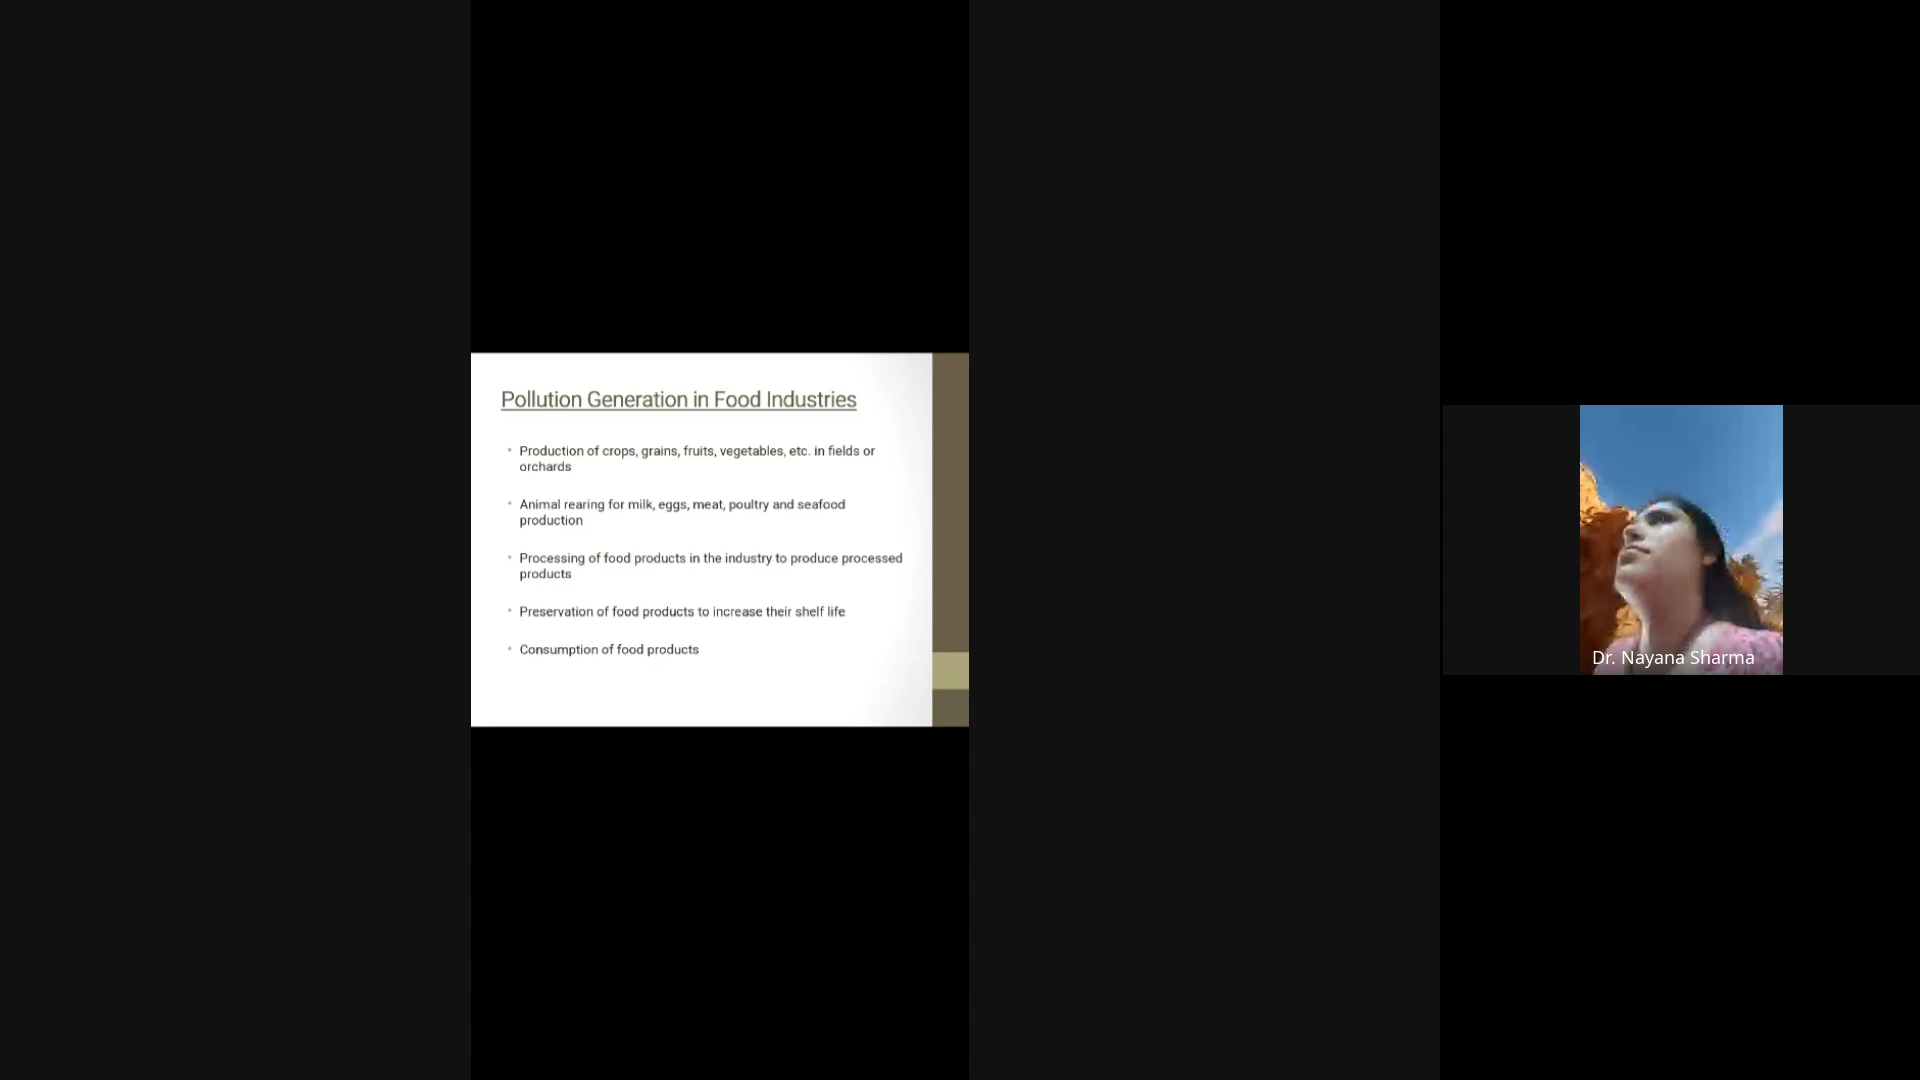 Pollution Generation in Food Industries
• Production of crops, grains, fruits, vegetables, etc. in fields or
orchards
• Animal rearing for milk, eggs, meat, poultry and seafood
production
• Processing of food products in the industry to produce processed
products
• Preservation of food products to increase their shelf life
• Consumption of food products
Dr. Nayana Sharma